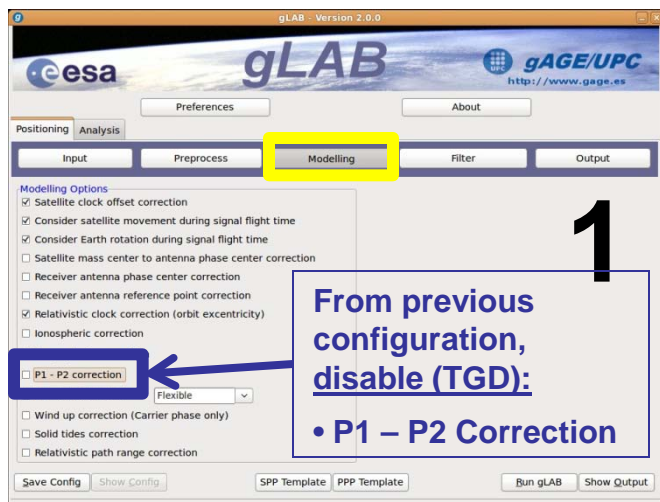 gLAB - Version 2.0.0
esa
gLAB
UPC
gAGE/UPC
http://www.gage.es
Preferences
About
Positioning Analysis
Input Preprocess Modelling Filter Output
Modelling Options
Satellite clock offset correction
Consider satellite movement during signal flight time
Consider Earth rotation during signal flight time
Satellite mass center to antenna phase center correction
Receiver antenna phase center correction
Receiver antenna reference point correction
Relativistic clock correction (orbit excentricity)
Ionospheric correction
P1 - P2 correction
Flexible
Wind up correction (Carrier phase only)
Solid tides correction
Relativistic path range correction
1
From previous
configuration,
disable (TGD):
• P1 – P2 Correction
Save Config Show Config SPP Template PPP Template Run gLAB Show Output